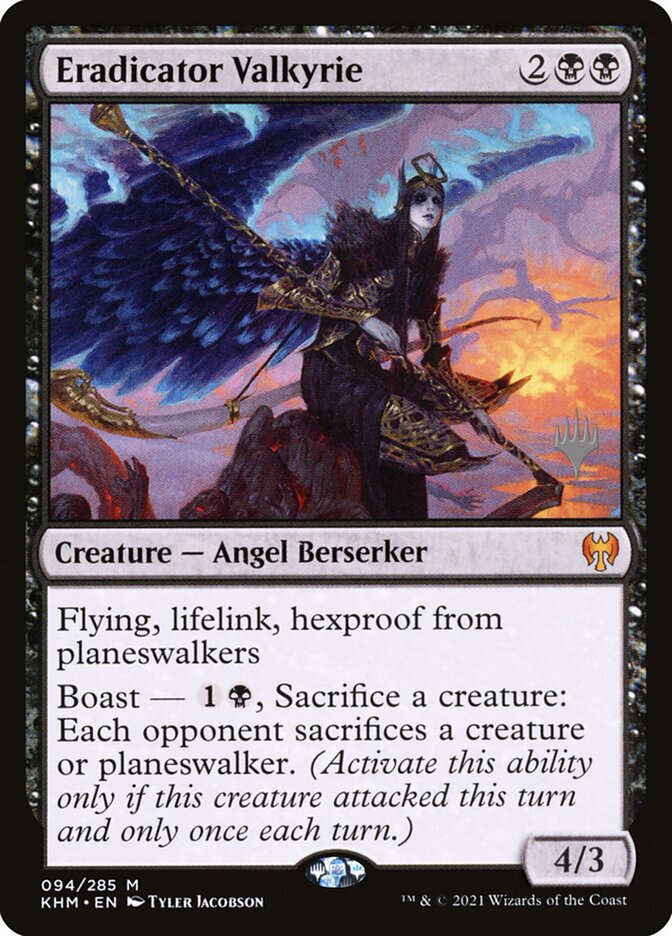 Eradicator Valkyrie 2
Creature — Angel Berserker
Flying, lifelink, hexproof from
planeswalkers
Boast — 1, Sacrifice a creature:
Each opponent sacrifices a creature
or planeswalker. (Activate this ability
only if this creature attacked this turn
and only once each turn.)
4/3
094/285 M
KHM • EN Tyler Jacobson
™ & © 2021 Wizards of the Coast